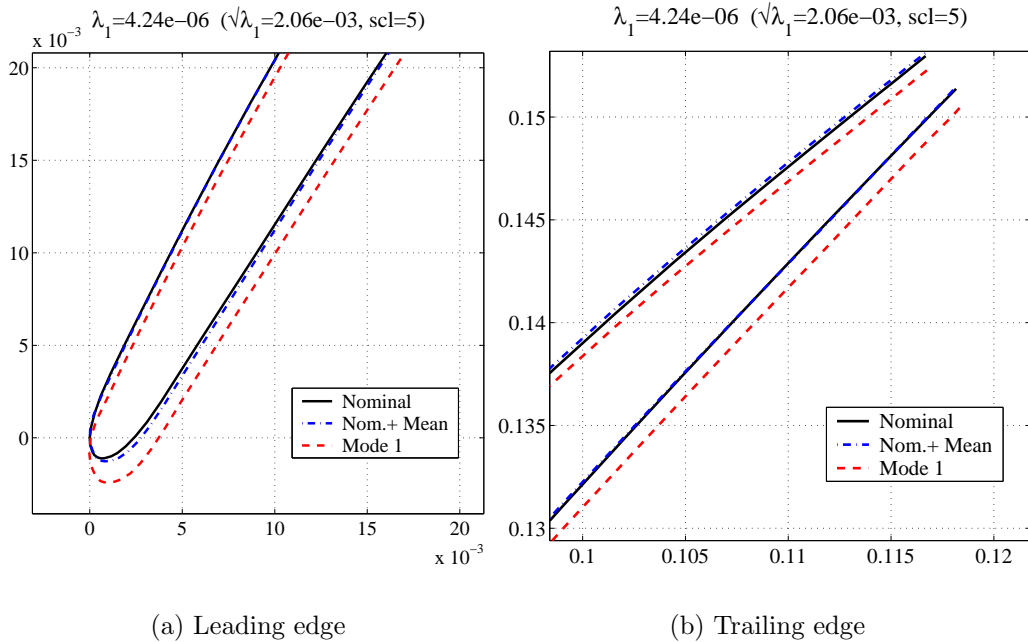 λ₁=4.24e−06 (√λ₁=2.06e−03, scl=5)
x 10⁻³
20
15
10
5
0
0
5
10
15
20
x 10⁻³
Nominal
Nom.+ Mean
Mode 1
(a) Leading edge
λ₁=4.24e−06 (√λ₁=2.06e−03, scl=5)
0.15
0.145
0.14
0.135
0.13
0.1
0.105
0.11
0.115
0.12
Nominal
Nom.+ Mean
Mode 1
(b) Trailing edge